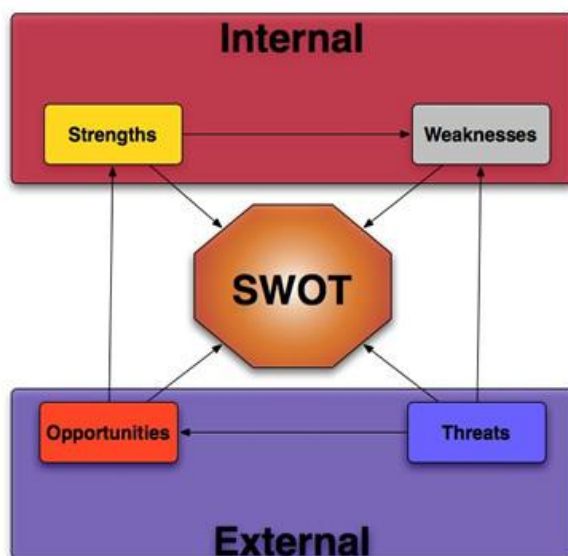 Internal
Strengths
Weaknesses
SWOT
Opportunities
Threats
External